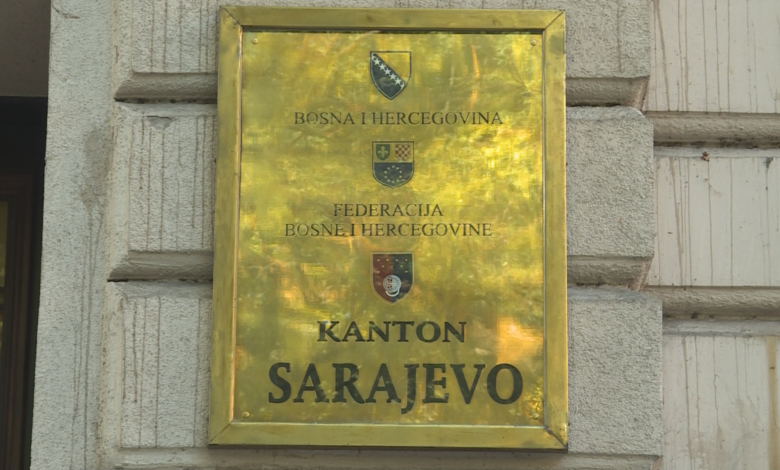 BOSNA I HERCEGOVINA
FEDERACIJA
BOSNE I HERCEGOVINE
KANTON
SARAJEVO